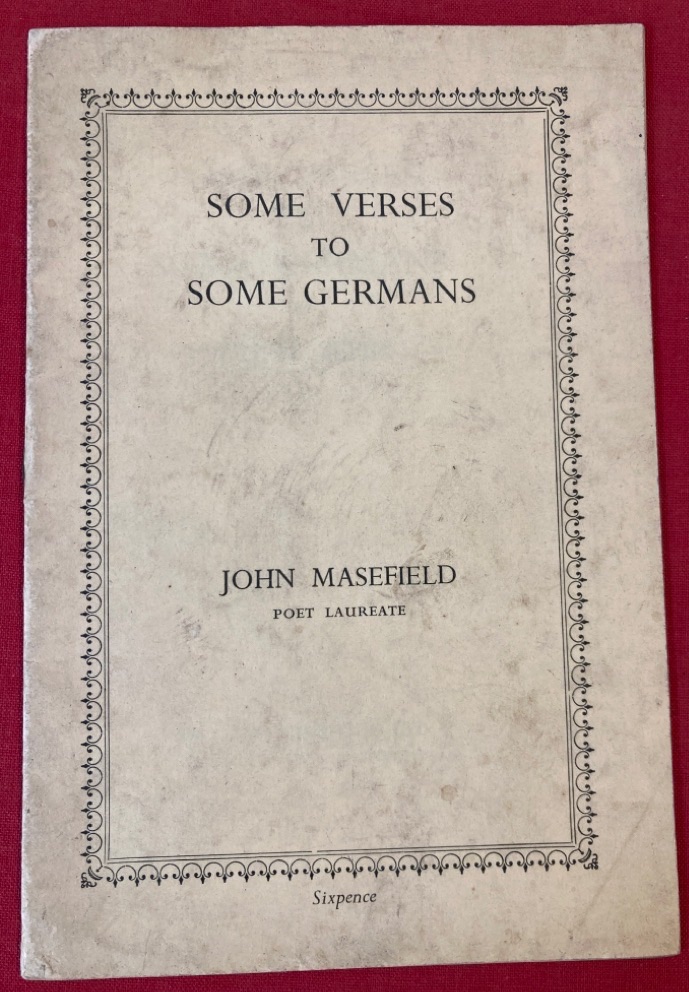 SOME VERSES
TO
SOME GERMANS
JOHN MASEFIELD
POET LAUREATE
Sixpence